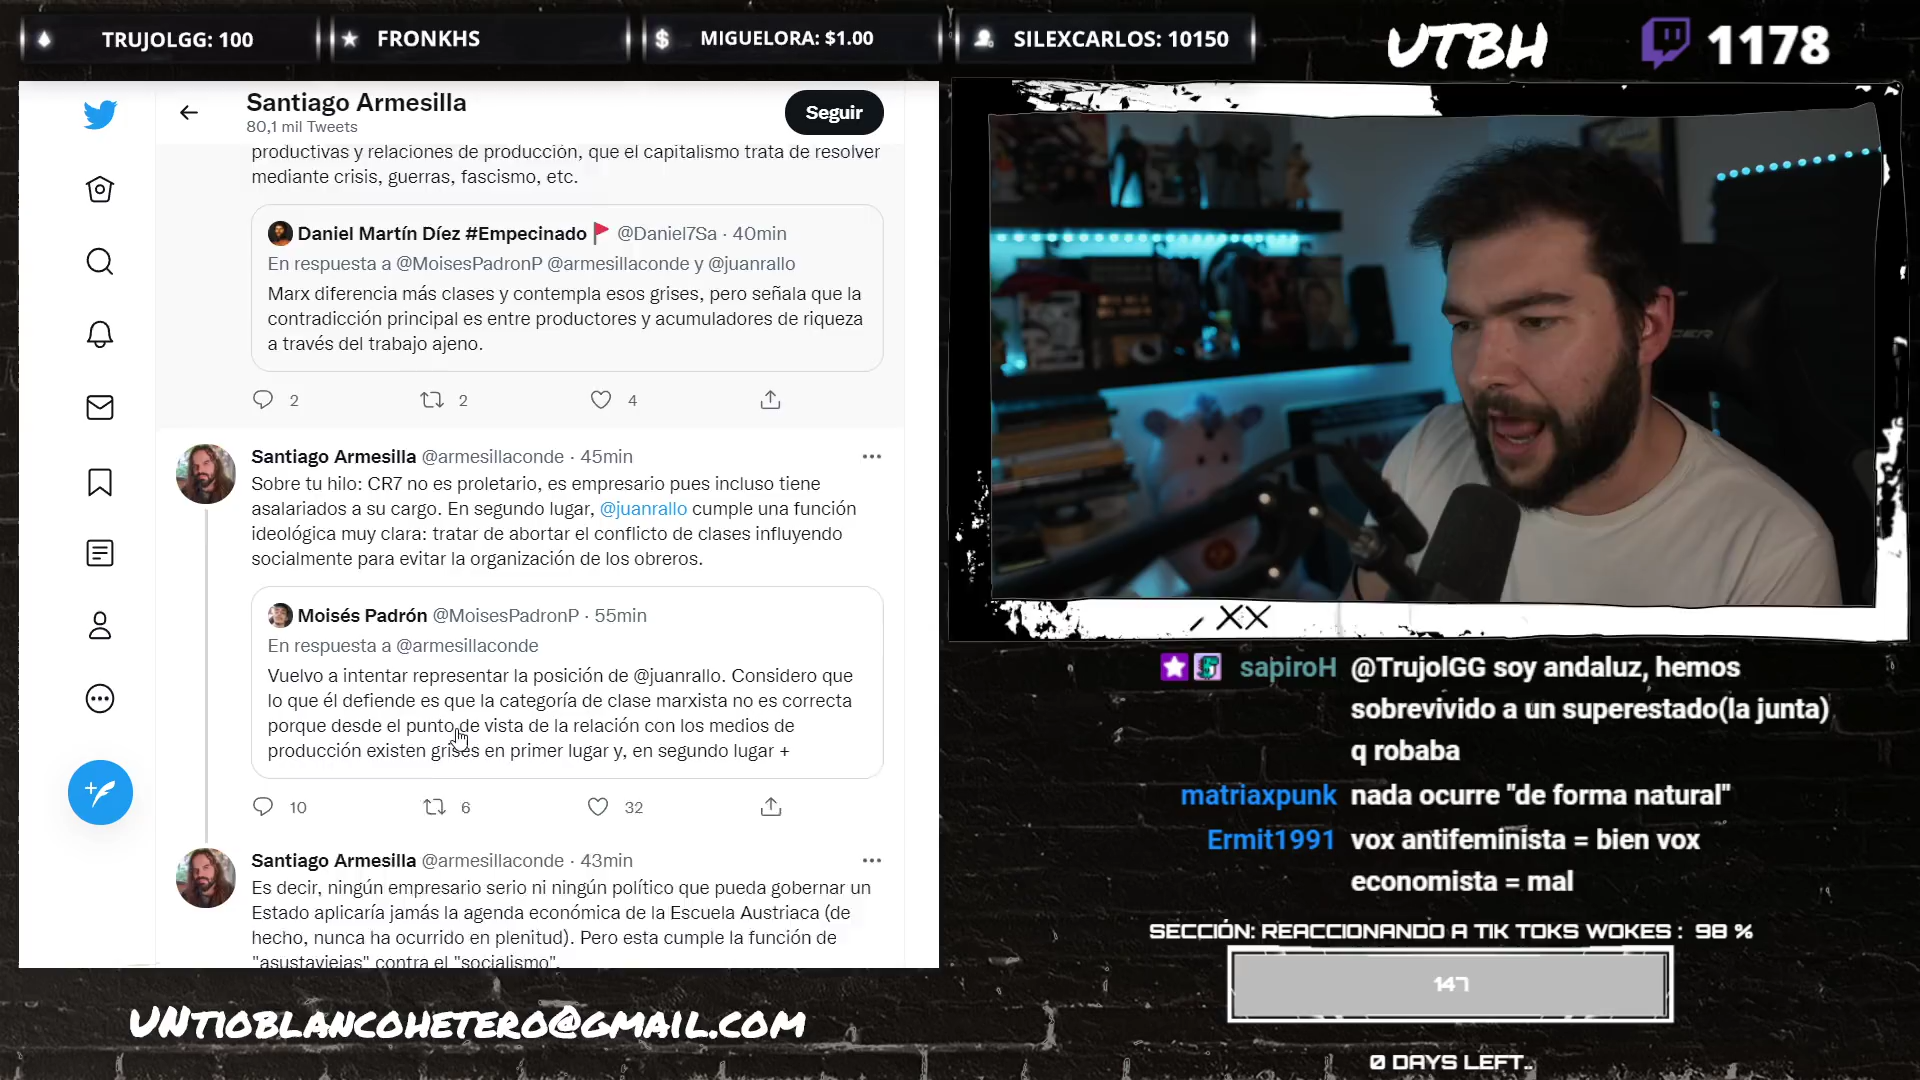 TRUJOLGG: 100
FRONKHS
MIGUELORA: $1.00
SILEXCARLOS: 10150
UTBH
1178
Santiago Armesilla
80,1 mil Tweets
Seguir
productivas y relaciones de producción, que el capitalismo trata de resolver
mediante crisis, guerras, fascismo, etc.
Daniel Martín Díez #Empecinado @Daniel7Sa · 40min
En respuesta a @MoisesPadronP @armesillaconde y @juanrallo
Marx diferencia más clases y contempla esos grises, pero señala que la
contradicción principal es entre productores y acumuladores de riqueza
a través del trabajo ajeno.
2 2 4
Santiago Armesilla @armesillaconde · 45min
Sobre tu hilo: CR7 no es proletario, es empresario pues incluso tiene
asalariados a su cargo. En segundo lugar, @juanrallo cumple una función
ideológica muy clara: tratar de abortar el conflicto de clases influyendo
socialmente para evitar la organización de los obreros.
Moisés Padrón @MoisesPadronP · 55min
En respuesta a @armesillaconde
Vuelvo a intentar representar la posición de @juanrallo. Considero que
lo que él defiende es que la categoría de clase marxista no es correcta
porque desde el punto de vista de la relación con los medios de
producción existen grises en primer lugar y, en segundo lugar +
10 6 32
Santiago Armesilla @armesillaconde · 43min
Es decir, ningún empresario serio ni ningún político que pueda gobernar un
Estado aplicaría jamás la agenda económica de la Escuela Austriaca (de
hecho, nunca ha ocurrido en plenitud). Pero esta cumple la función de
"asustaviejas" contra el "socialismo".
XX
sapiroH @TrujolGG soy andaluz, hemos
sobrevivido a un superestado(la junta)
q robaba
matriaxpunk nada ocurre "de forma natural"
Ermit1991 vox antifeminista = bien vox
economista = mal
SECCIÓN: REACCIONANDO A TIK TOKS WOKES : 98 %
147
0 DAYS LEFT..
UNTIOBLANCOHETERO@GMAIL.COM